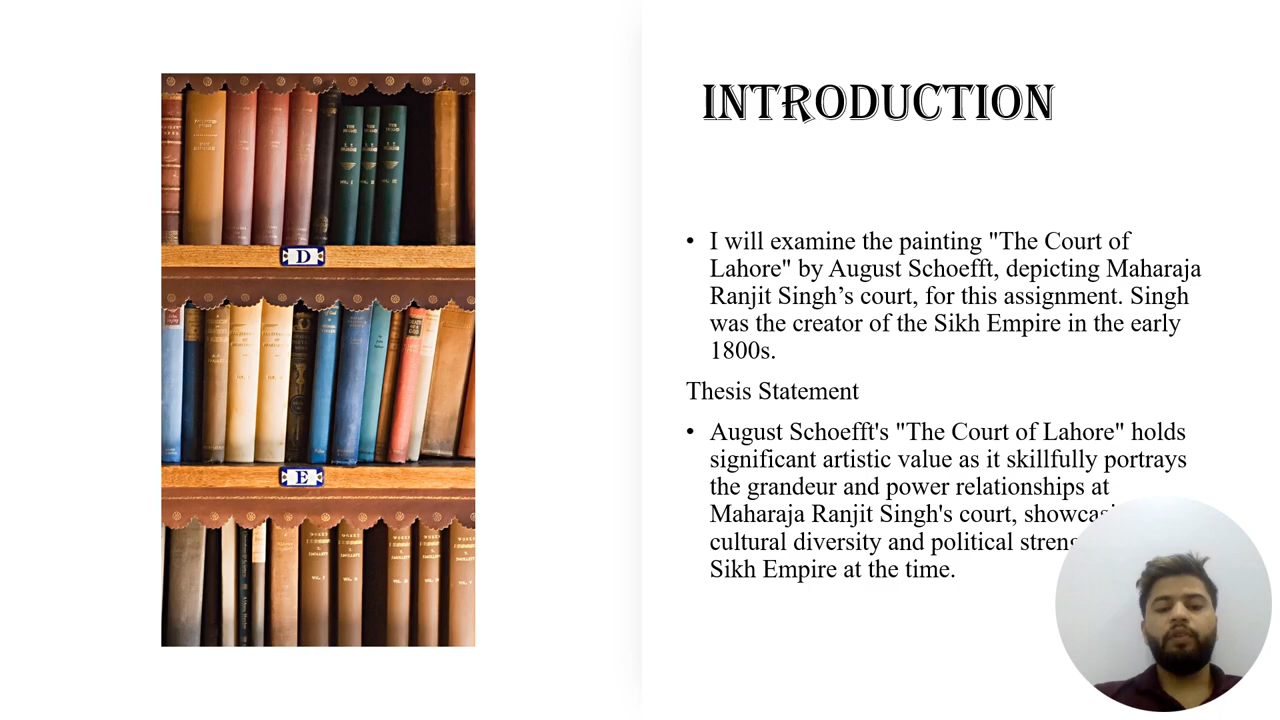 INTRODUCTION
• I will examine the painting "The Court of
Lahore" by August Schoefft, depicting Maharaja
Ranjit Singh’s court, for this assignment. Singh
was the creator of the Sikh Empire in the early
1800s.
Thesis Statement
• August Schoefft's "The Court of Lahore" holds
significant artistic value as it skillfully portrays
the grandeur and power relationships at
Maharaja Ranjit Singh's court,
cultural diversity and political
Sikh Empire at the time.
D
E